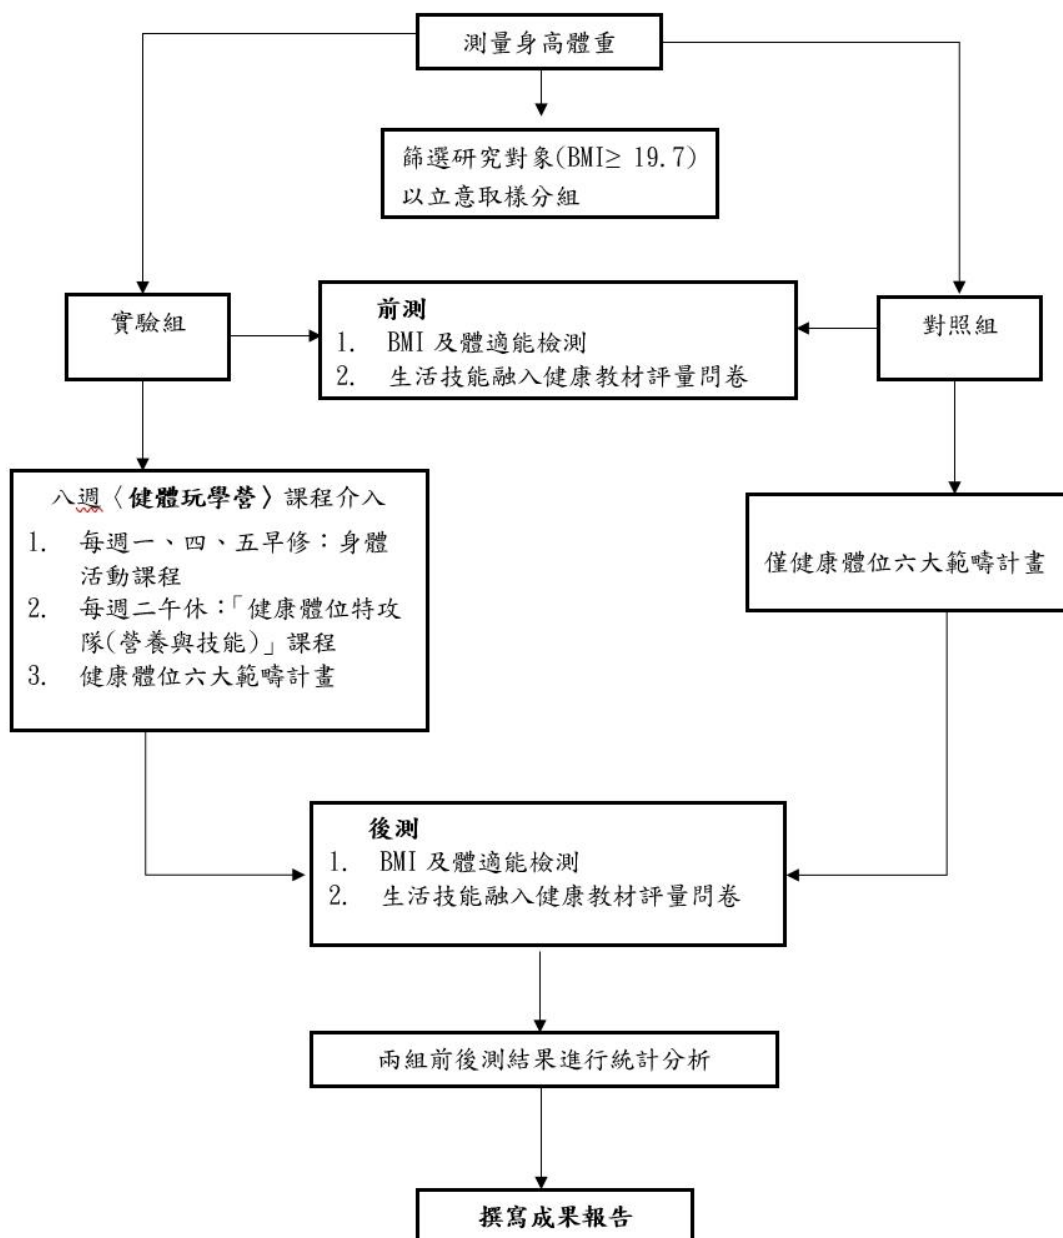 測量身高體重
篩選研究對象(BMI≥ 19.7)
以立意取樣分組
實驗組
前測
1. BMI 及體適能檢測
2. 生活技能融入健康教材評量問卷
對照組
八週〈健體玩學營〉課程介入
1. 每週一、四、五早修：身體
活動課程
2. 每週二午休：「健康體位特攻
隊(營養與技能)」課程
3. 健康體位六大範疇計畫
僅健康體位六大範疇計畫
後測
1. BMI 及體適能檢測
2. 生活技能融入健康教材評量問卷
兩組前後測結果進行統計分析
撰寫成果報告